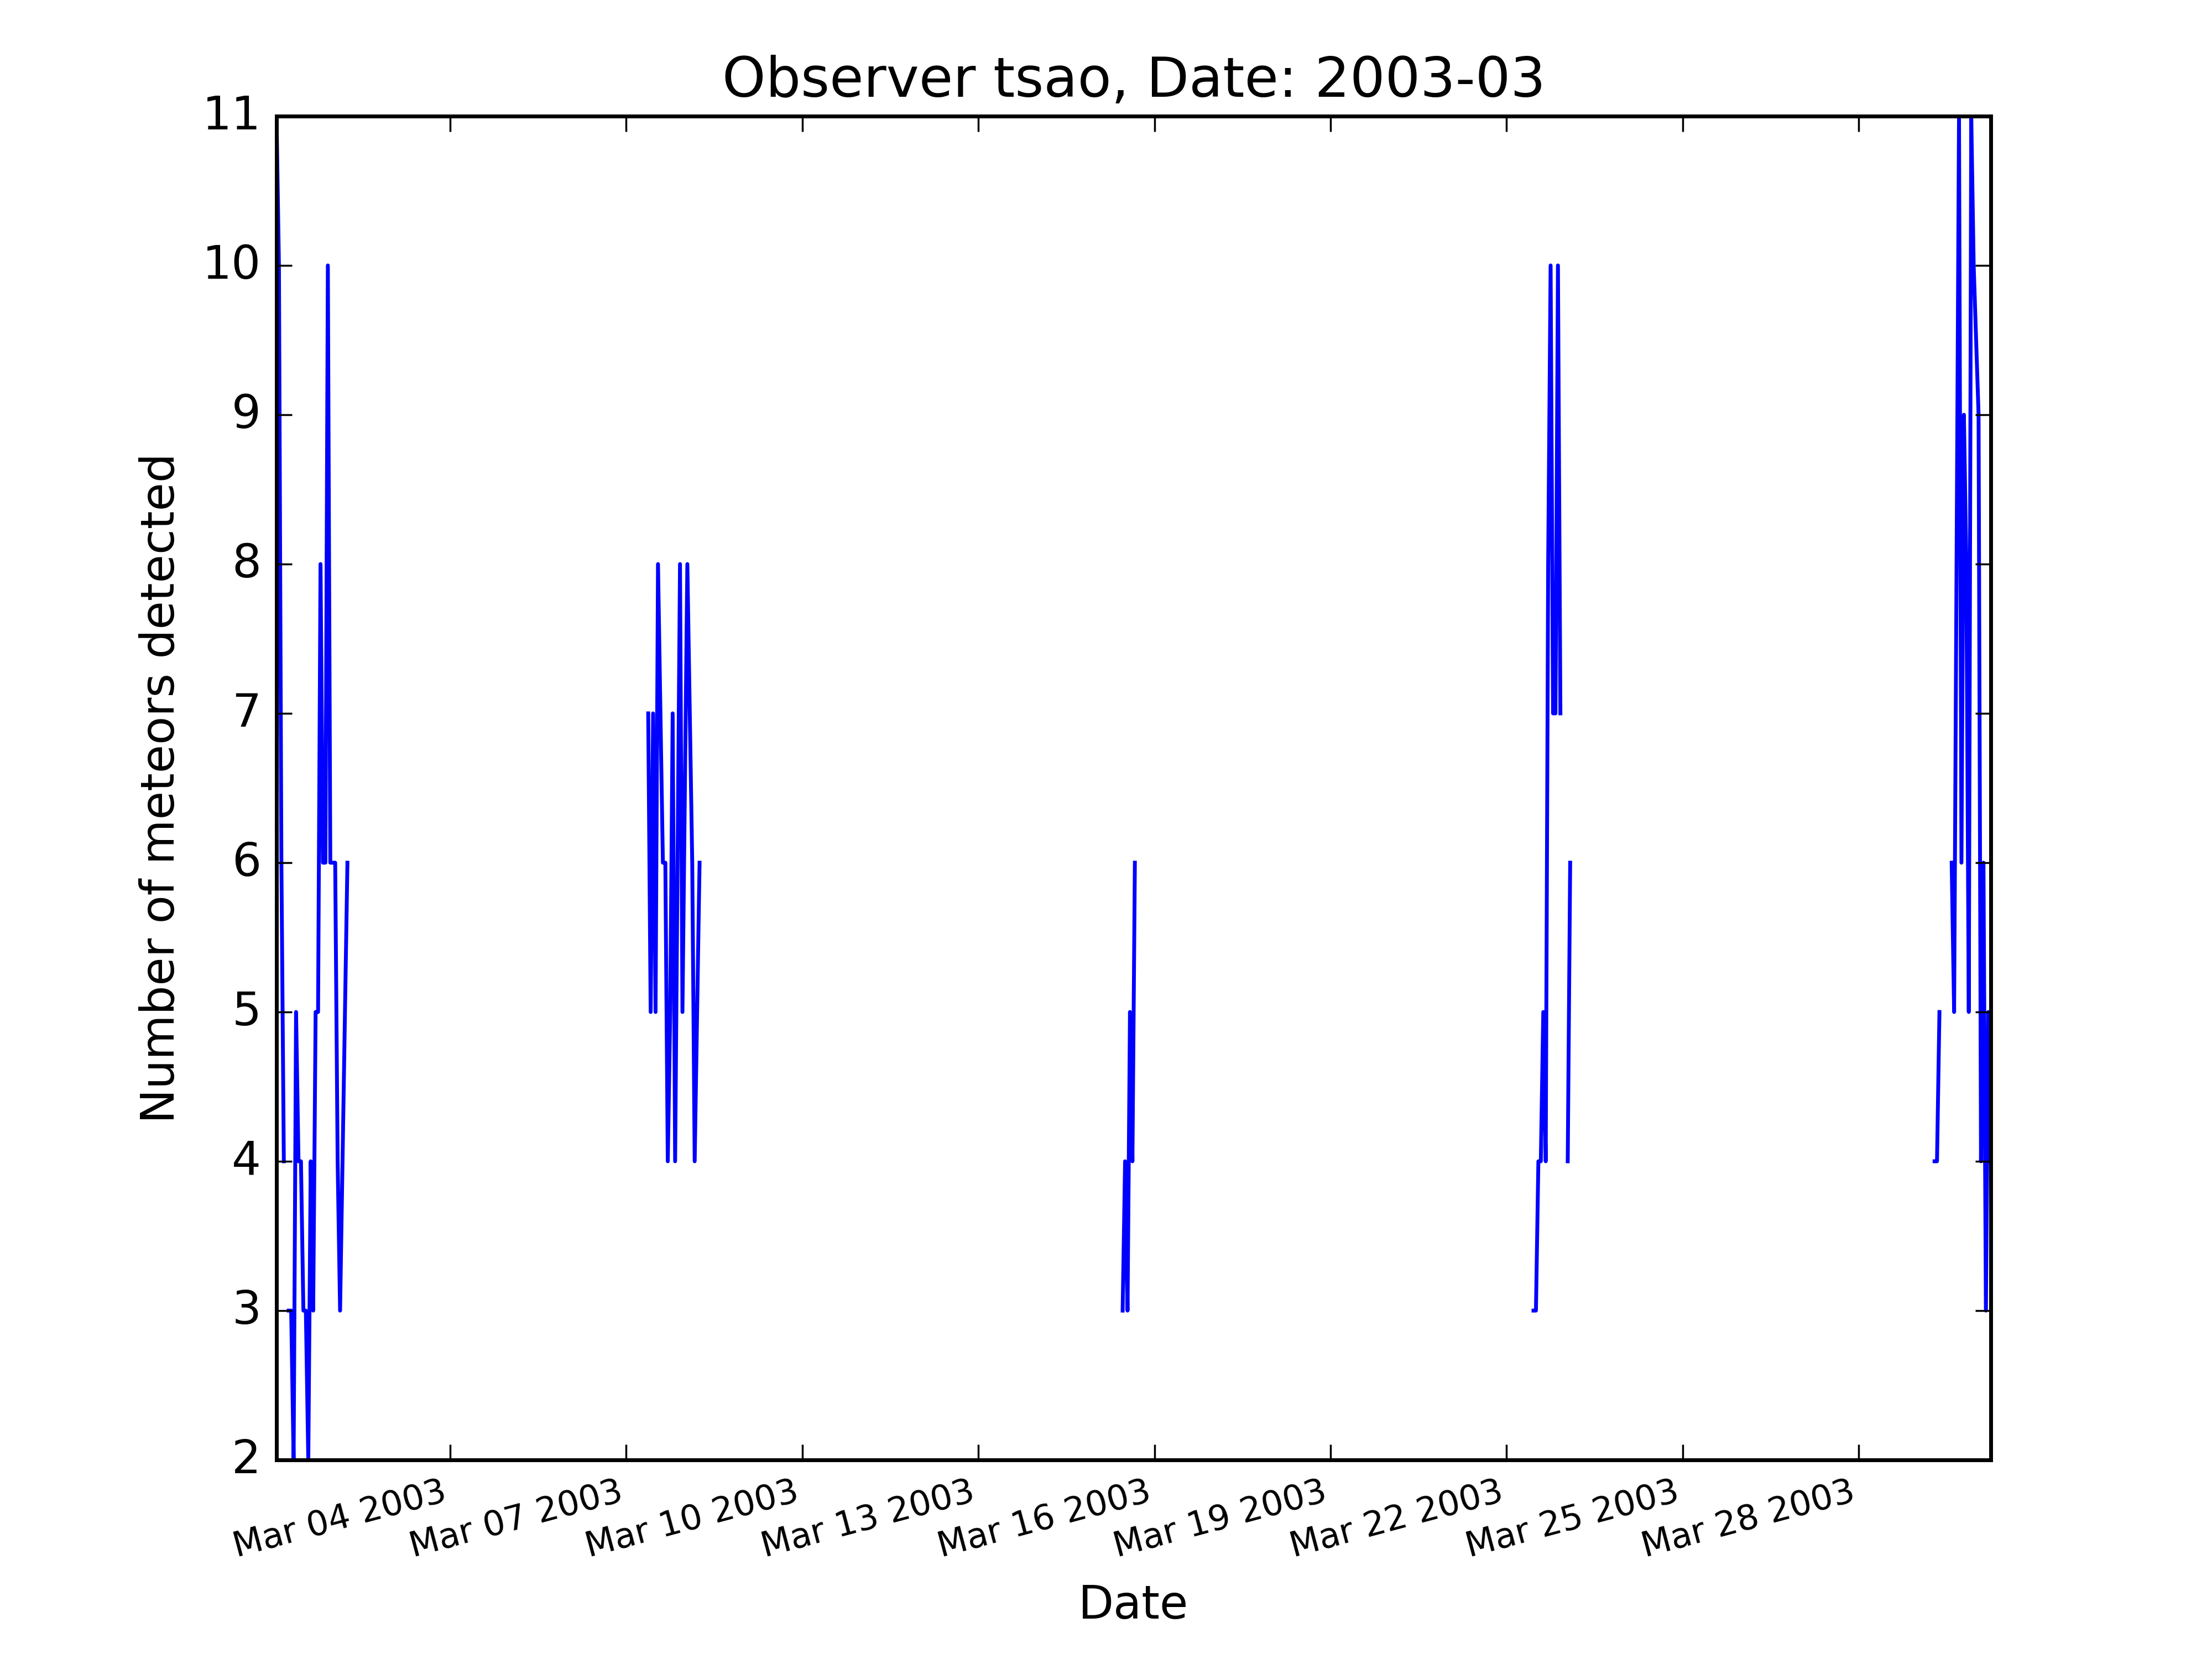 Observer tsao, Date: 2003-03
11
10
9
8
7
6
5
4
3
2
Number of meteors detected
Mar 04 2003
Mar 07 2003
Mar 10 2003
Mar 13 2003
Mar 16 2003
Mar 19 2003
Mar 22 2003
Mar 25 2003
Mar 28 2003
Date